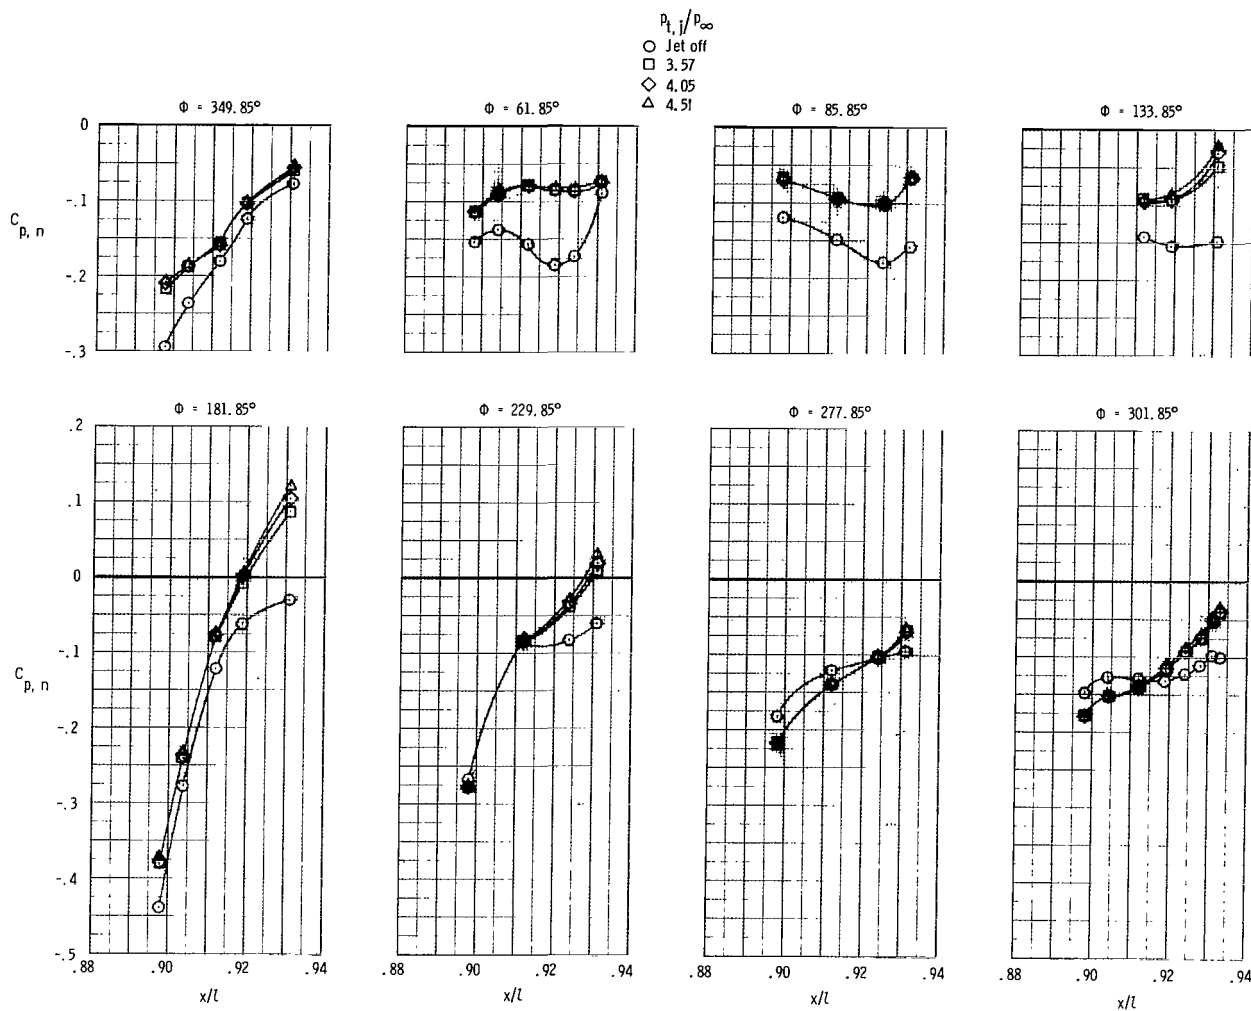 p_t, j/p_∞
Jet off
3.57
4.05
4.51
Φ = 349.85°
Φ = 61.85°
Φ = 85.85°
Φ = 133.85°
0
-.1
C_p, n
-.2
-.3
Φ = 181.85°
Φ = 229.85°
Φ = 277.85°
Φ = 301.85°
.2
.1
0
-.1
C_p, n
-.2
-.3
-.4
-.5
.88 .90 .92 .94
.88 .90 .92 .94
.88 .90 .92 .94
.88 .90 .92 .94
x/l
x/l
x/l
x/l